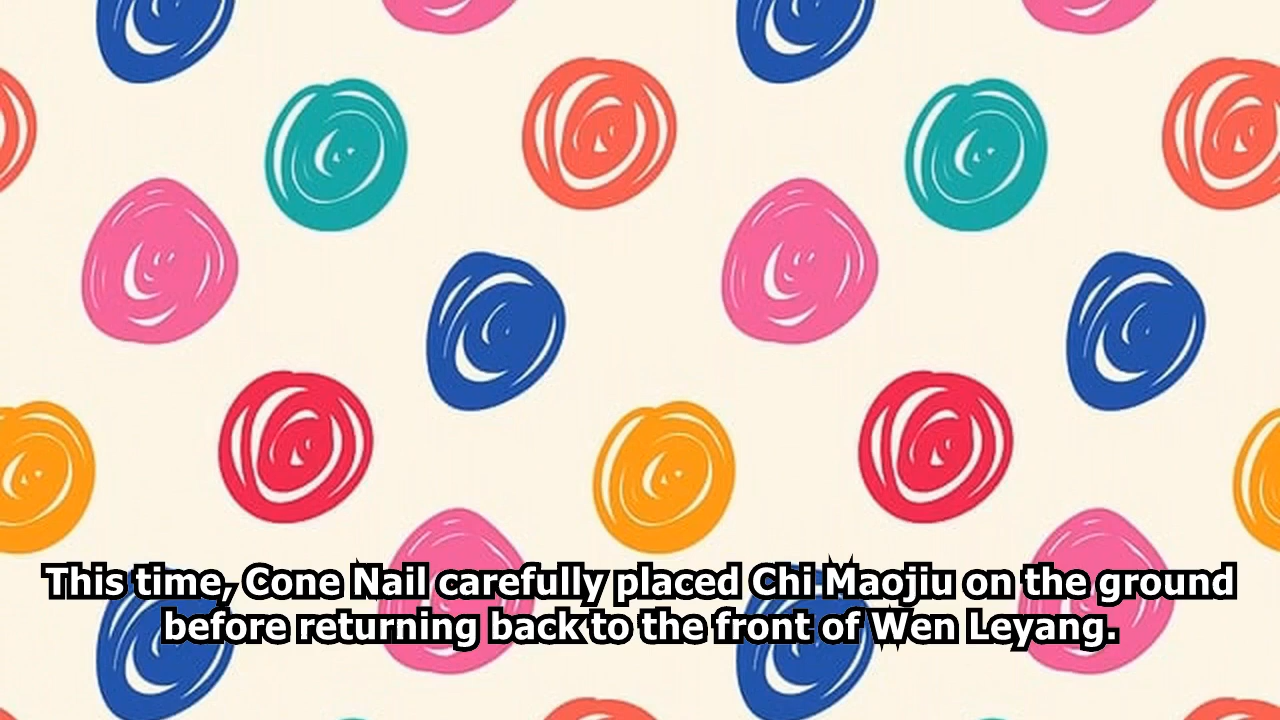 This time, Cone Nail carefully placed Chi Maojiu on the ground
before returning back to the front of Wen Leyang.